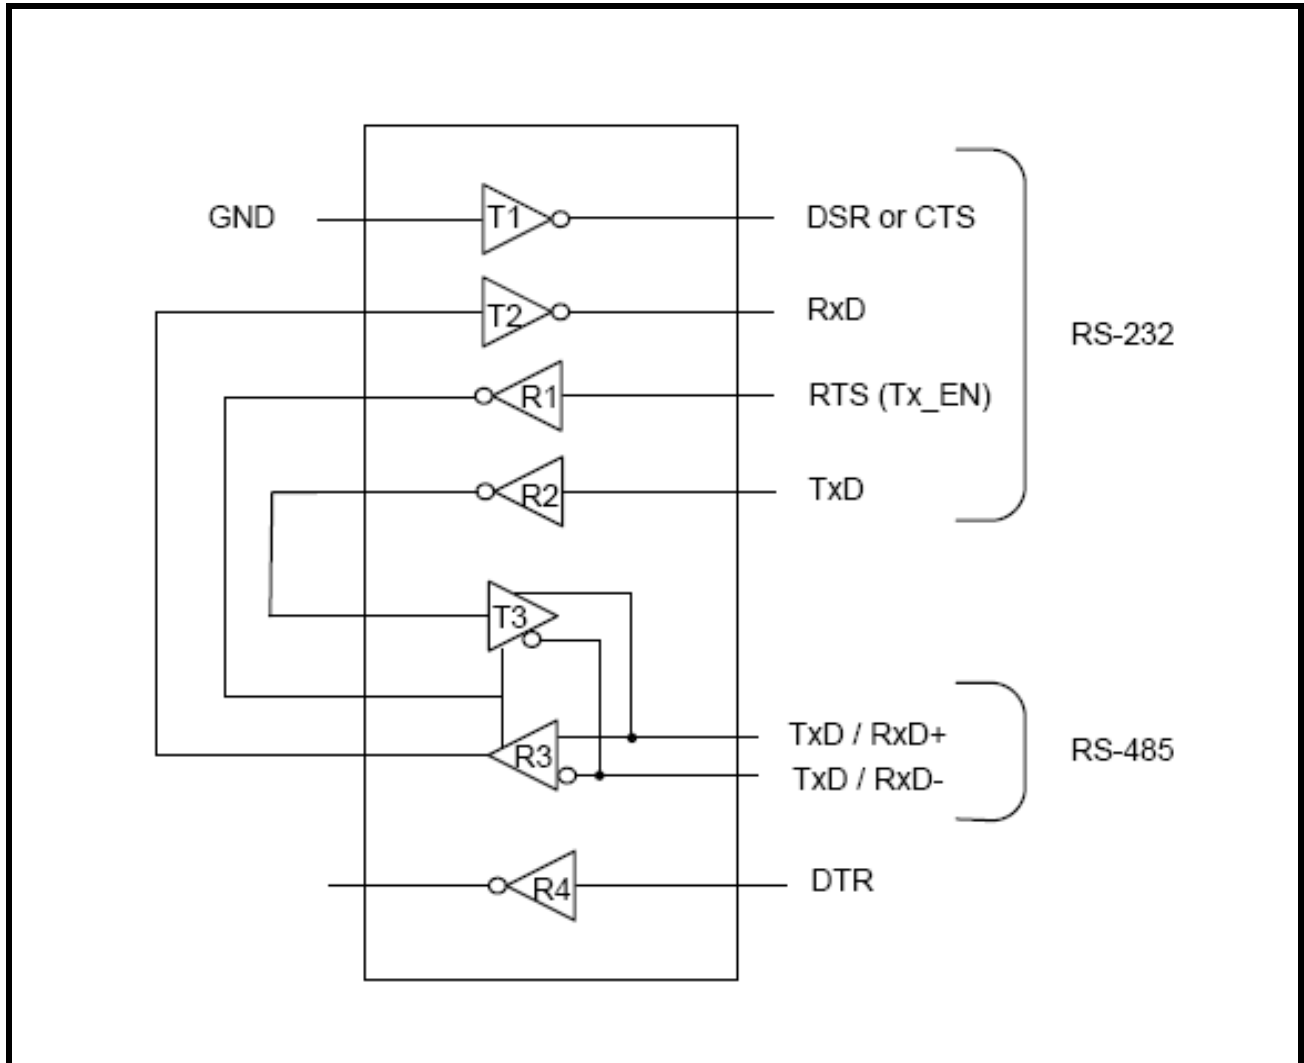 GND
T1
DSR or CTS
T2
RxD
RS-232
R1
RTS (Tx_EN)
R2
TxD
T3
R3
TxD / RxD+
TxD / RxD-
RS-485
R4
DTR